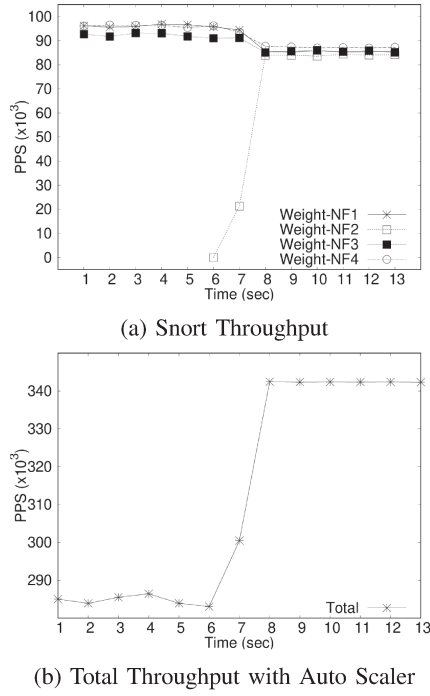 100
90
80
70
60
50
40
30
20
10
0
PPS (x10³)
Weight-NF1
Weight-NF2
Weight-NF3
Weight-NF4
1 2 3 4 5 6 7 8 9 10 11 12 13
Time (sec)
(a) Snort Throughput
340
330
320
310
300
290
PPS (x10³)
Total
1 2 3 4 5 6 7 8 9 10 11 12 13
Time (sec)
(b) Total Throughput with Auto Scaler